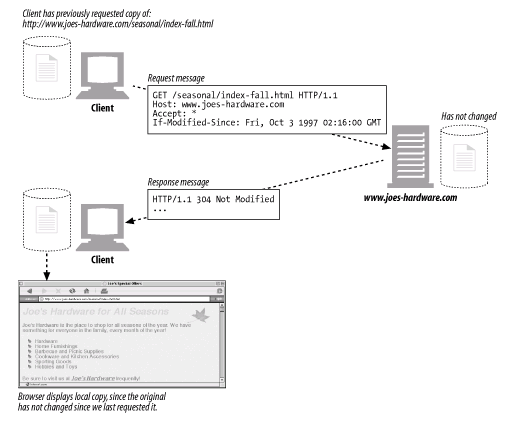 Client has previously requested copy of:
http://www.joes-hardware.com/seasonal/index-fall.html
Request message
GET /seasonal/index-fall.html HTTP/1.1
Host: www.joes-hardware.com
Accept: *
If-Modified-Since: Fri, Oct 3 1997 02:16:00 GMT
Client
Has not changed
www.joes-hardware.com
Response message
HTTP/1.1 304 Not Modified
...
Client
Joe's Special Offers
Joe's Hardware for All Seasons
Joe's Hardware is the place to shop for all seasons of the year. We have
something for everyone in the family, every month of the year!
Hardware
Home Furnishings
Barbecue and Picnic Supplies
Cookware and Kitchen Accessories
Sporting Goods
Hobbies and Toys
Be sure to visit us at Joe's Hardware frequently!
Browser displays local copy, since the original
has not changed since we last requested it.